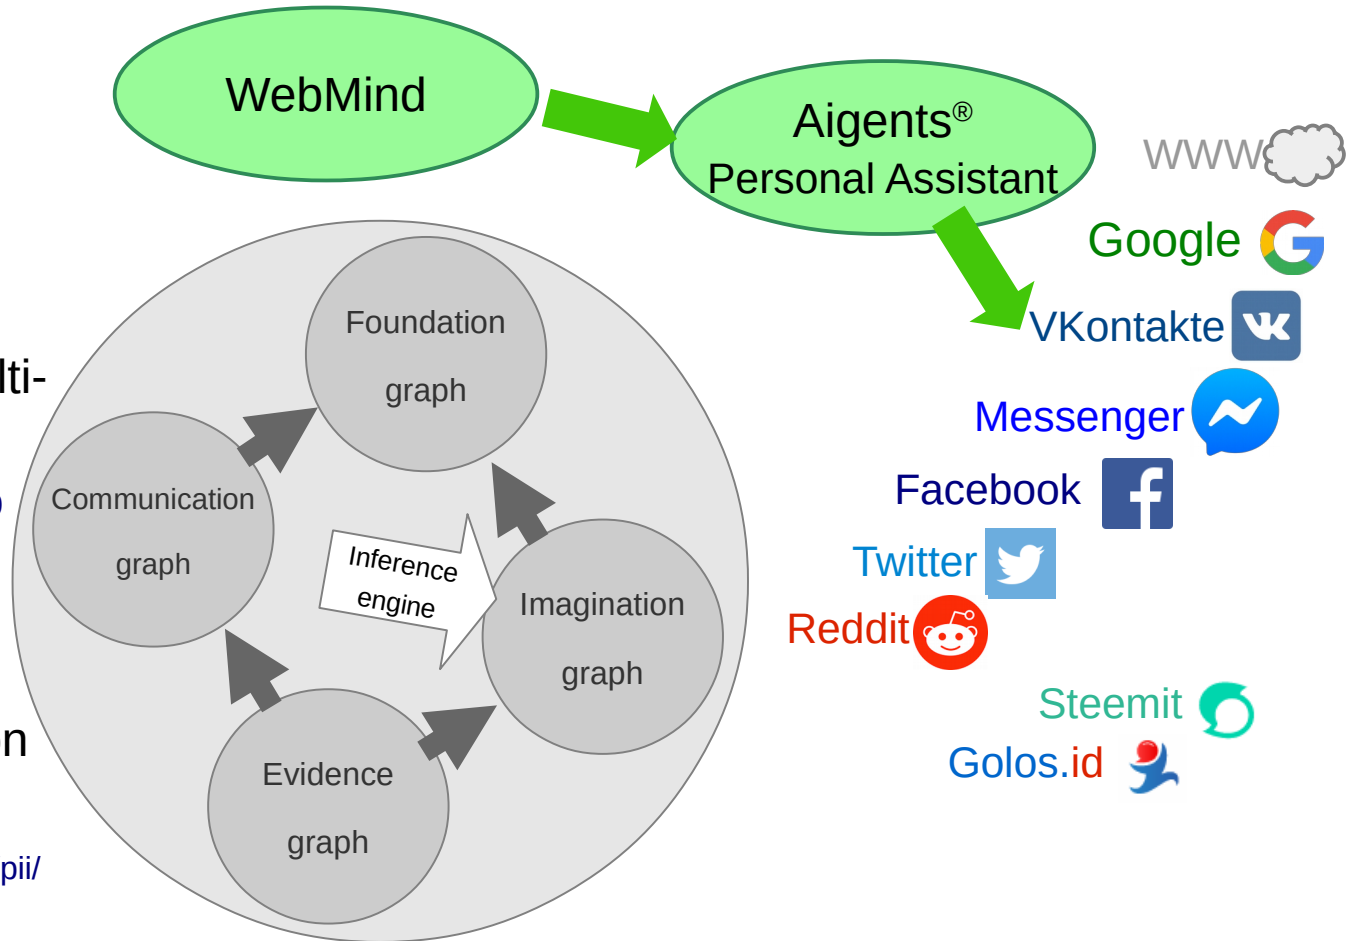 WebMind
Aigents®
Personal Assistant
www
Google
VKontakte
Messenger
Facebook
Twitter
Reddit
Steemit
Golos.id
Foundation
graph
lti-
Communication
graph
Inference
engine
Imagination
graph
n
Evidence
graph
pii/